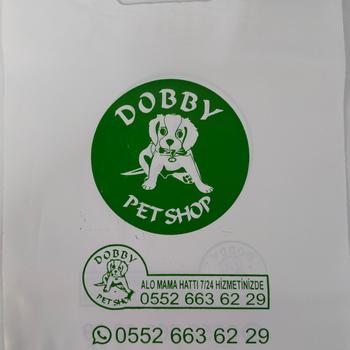 DOBBY
PET SHOP
DOBBY
PET SHOP
ALO MAMA HATTI 7/24 HİZMETİNİZDE
0552 663 62 29
0552 663 62 29
DOBBY